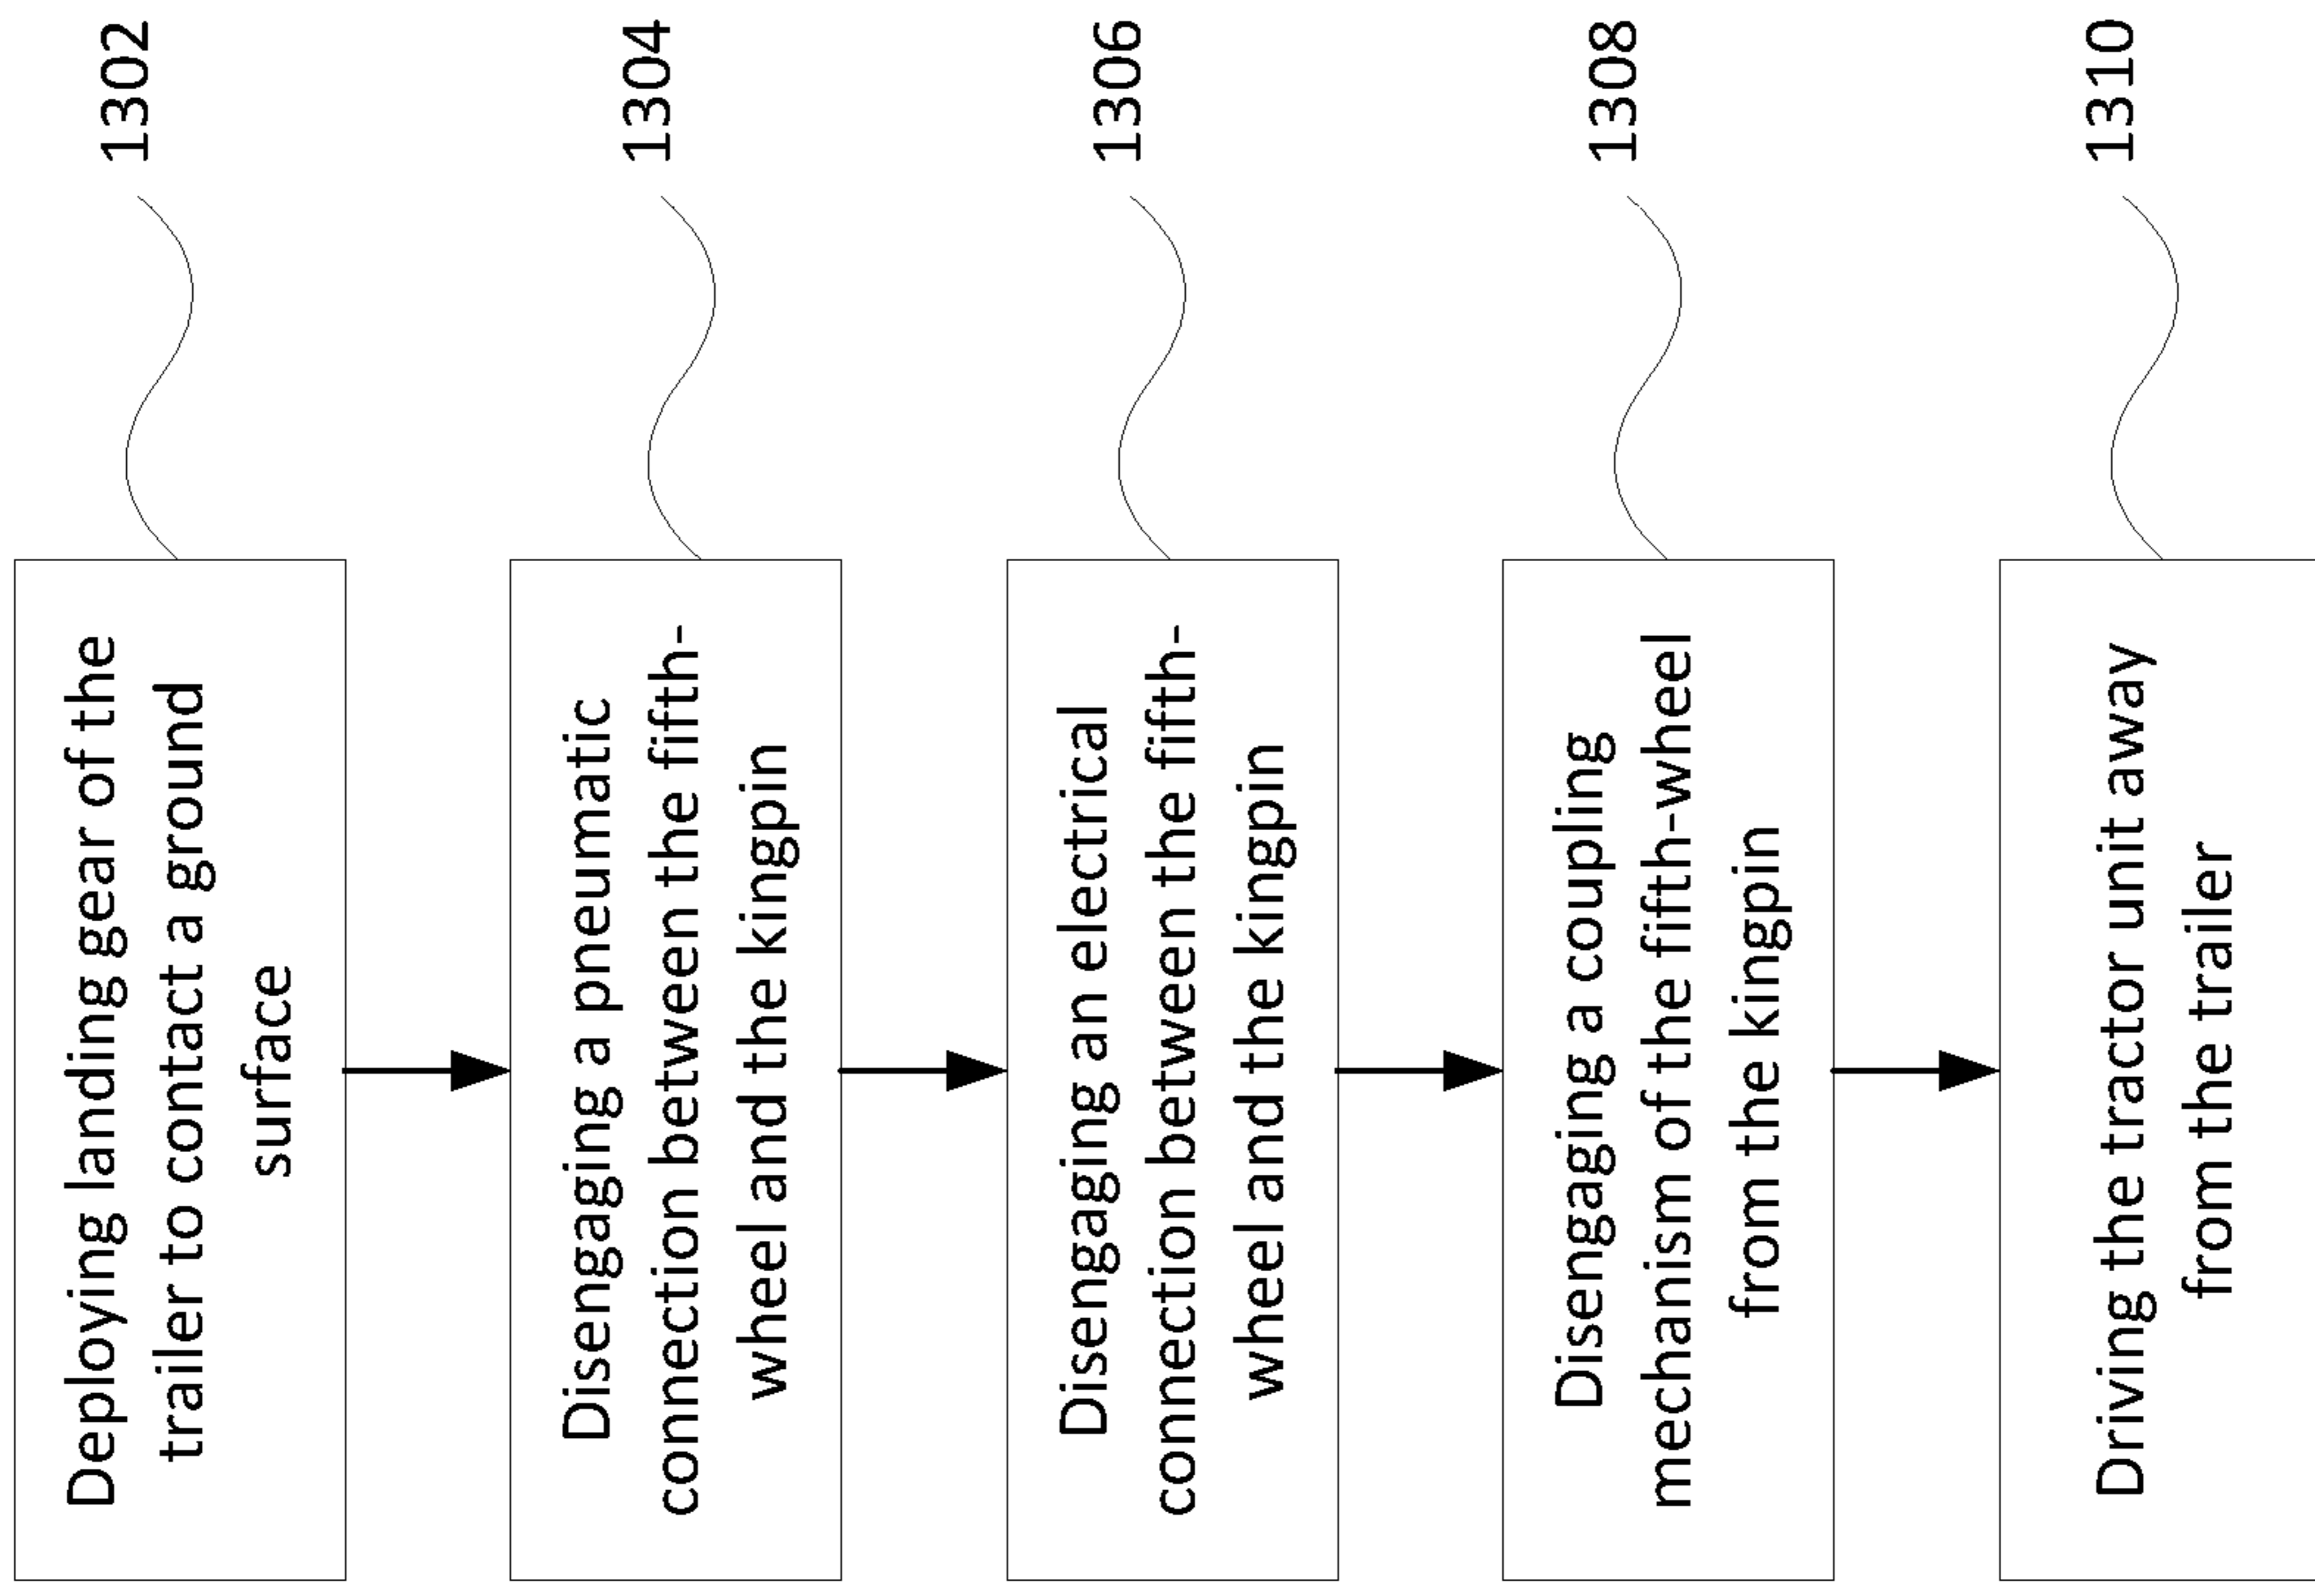 Deploying landing gear of the
trailer to contact a ground
surface
1302
Disengaging a pneumatic
connection between the fifth-
wheel and the kingpin
1304
Disengaging an electrical
connection between the fifth-
wheel and the kingpin
1306
Disengaging a coupling
mechanism of the fifth-wheel
from the kingpin
1308
Driving the tractor unit away
from the trailer
1310